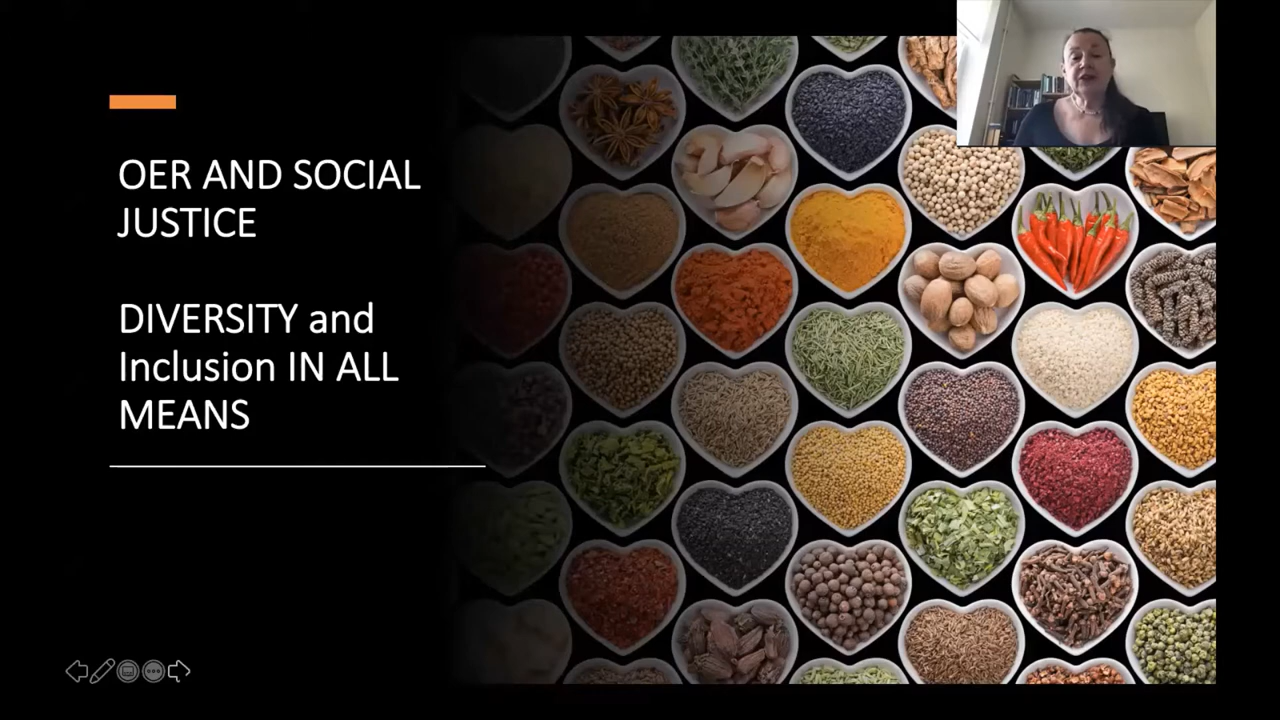 OER AND SOCIAL
JUSTICE
DIVERSITY and
Inclusion IN ALL
MEANS